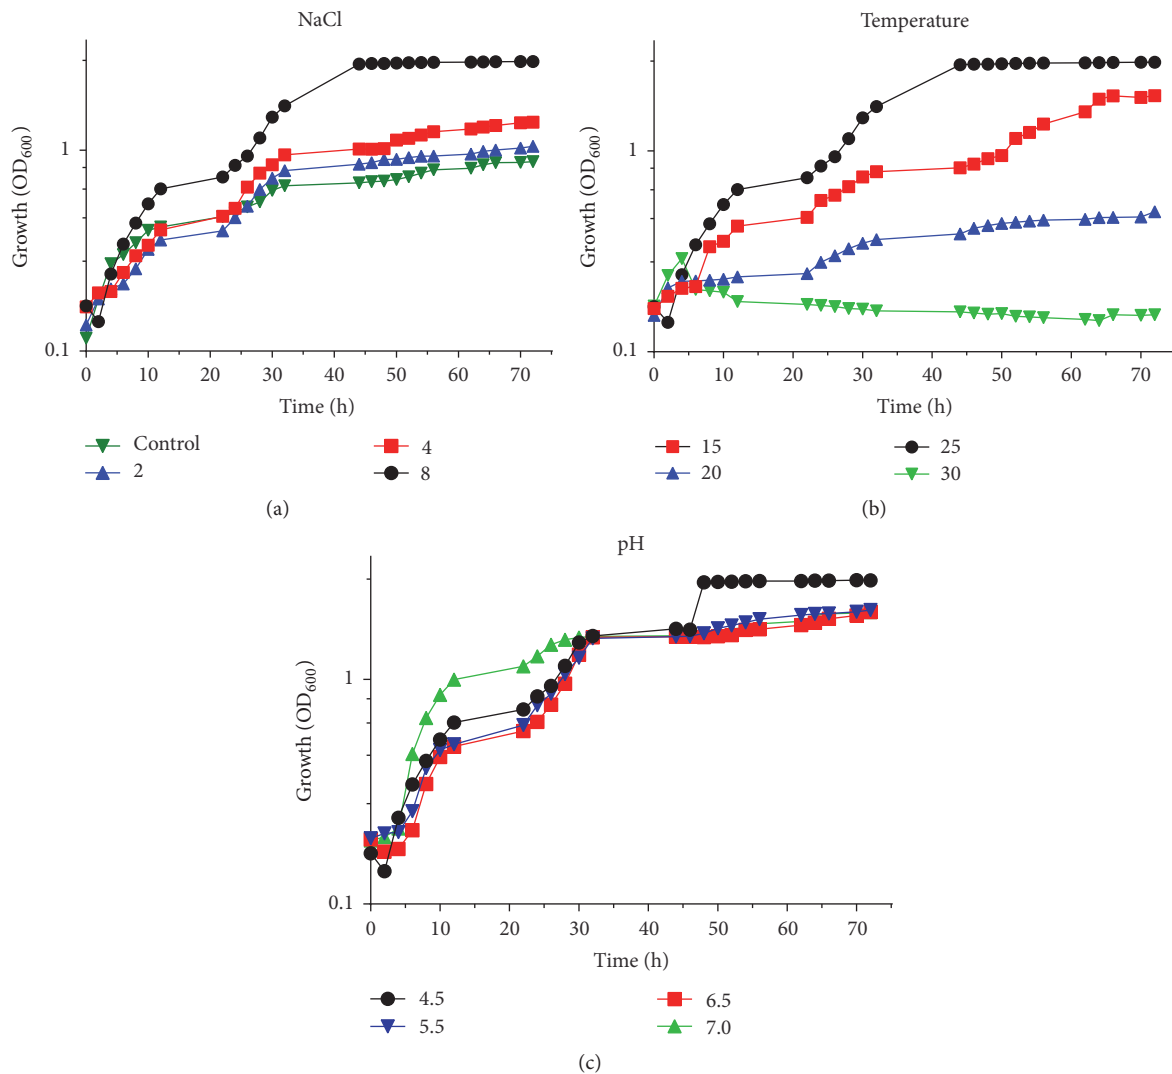 NaCl
Growth (OD600)
1
0.1
0 10 20 30 40 50 60 70
Time (h)
Control
2
4
8
(a)
Temperature
Growth (OD600)
1
0.1
0 10 20 30 40 50 60 70
Time (h)
15
20
25
30
(b)
pH
Growth (OD600)
1
0.1
0 10 20 30 40 50 60 70
Time (h)
4.5
5.5
6.5
7.0
(c)